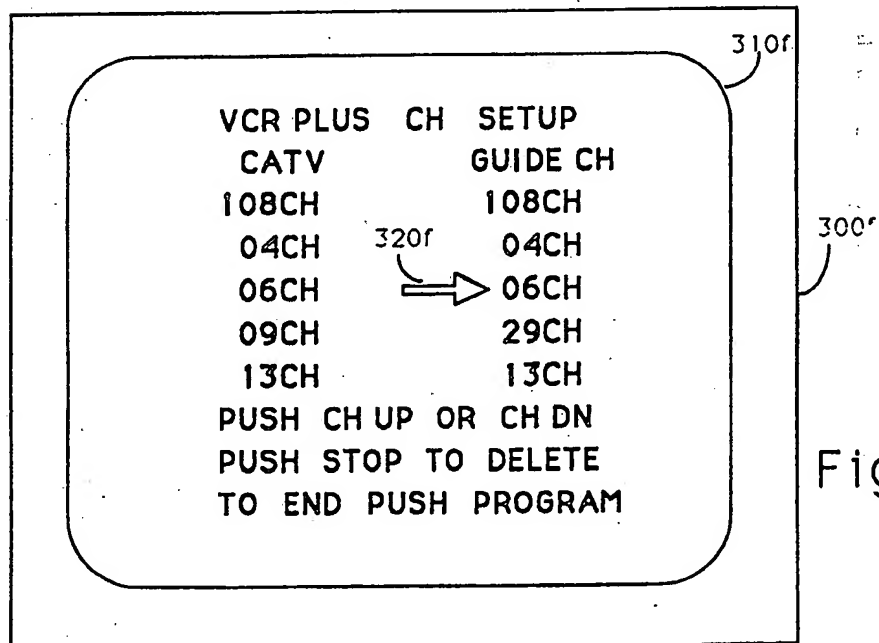 310f
VCR PLUS CH SETUP
CATV GUIDE CH
108CH 108CH
04CH 320f 04CH
300f
06CH 06CH
09CH 29CH
13CH 13CH
PUSH CH UP OR CH DN
PUSH STOP TO DELETE
TO END PUSH PROGRAM